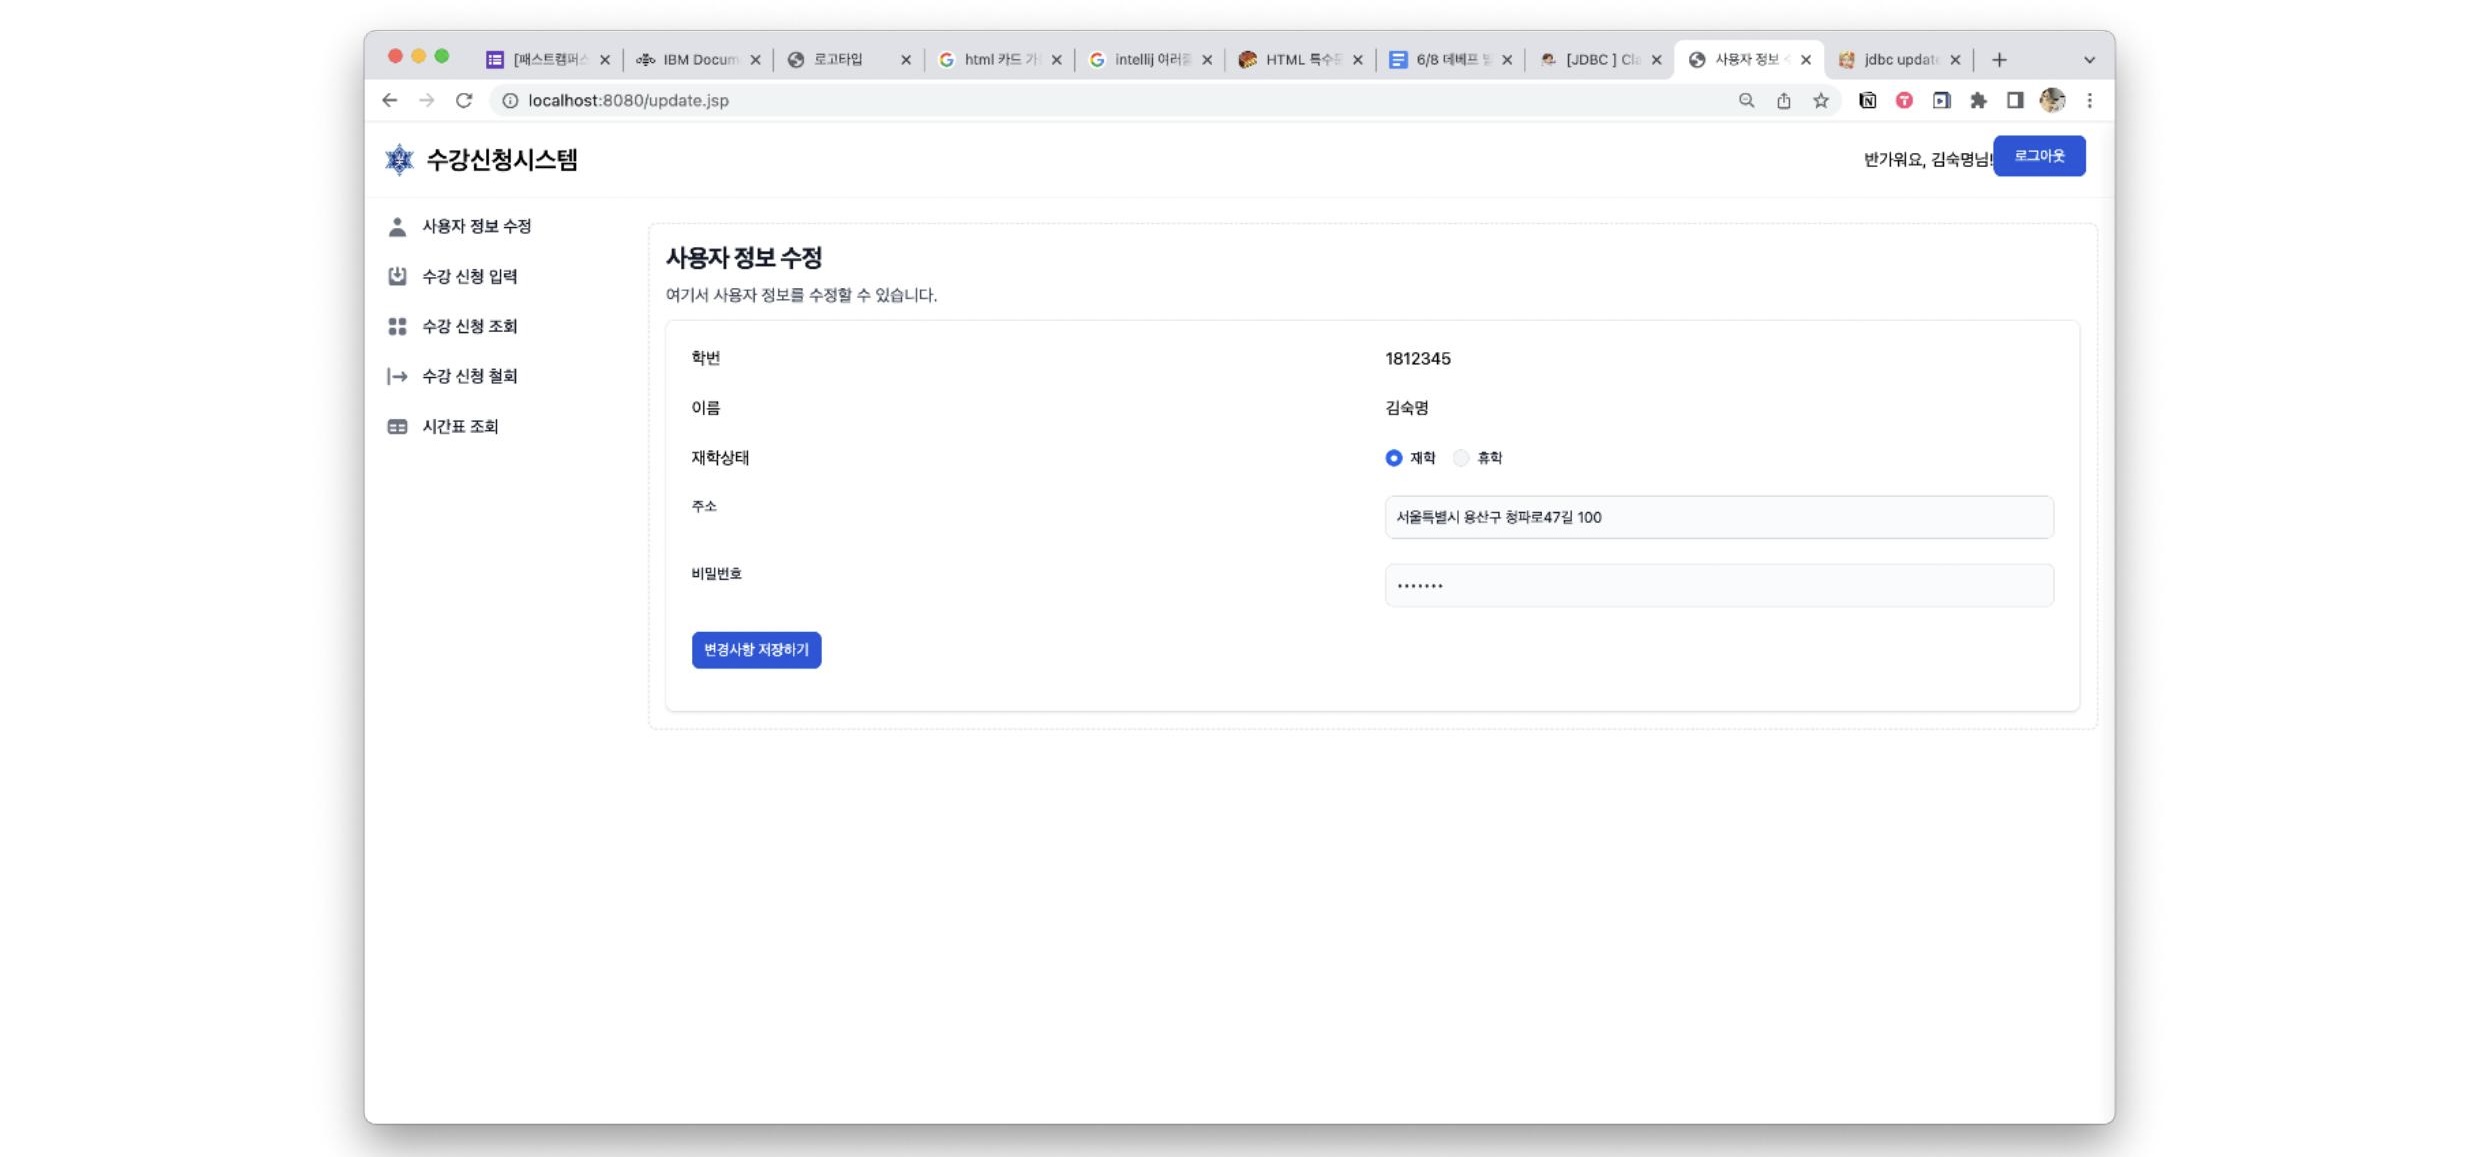 [패스트캠퍼스
IBM Docum
로고타입
html 카드 가
intellij 여러
HTML 특수
6/8 데베프
[JDBC ] Cla
사용자 정보
jdbc updat
localhost:8080/update.jsp
수강신청시스템
반가워요, 김숙명님!
로그아웃
사용자 정보 수정
수강 신청 입력
수강 신청 조회
수강 신청 철회
시간표 조회
사용자 정보 수정
여기서 사용자 정보를 수정할 수 있습니다.
학번 1812345
이름 김숙명
재학상태 재학 휴학
주소 서울특별시 용산구 청파로47길 100
비밀번호 •••••••
변경사항 저장하기